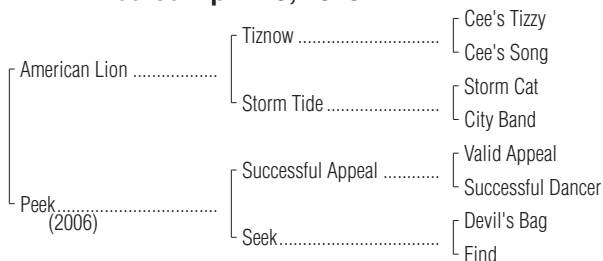 Cee's Tizzy
Tiznow
Cee's Song
American Lion
Storm Cat
Storm Tide
City Band
Valid Appeal
Successful Appeal
Successful Dancer
Peek
(2006)
Devil's Bag
Seek
Find